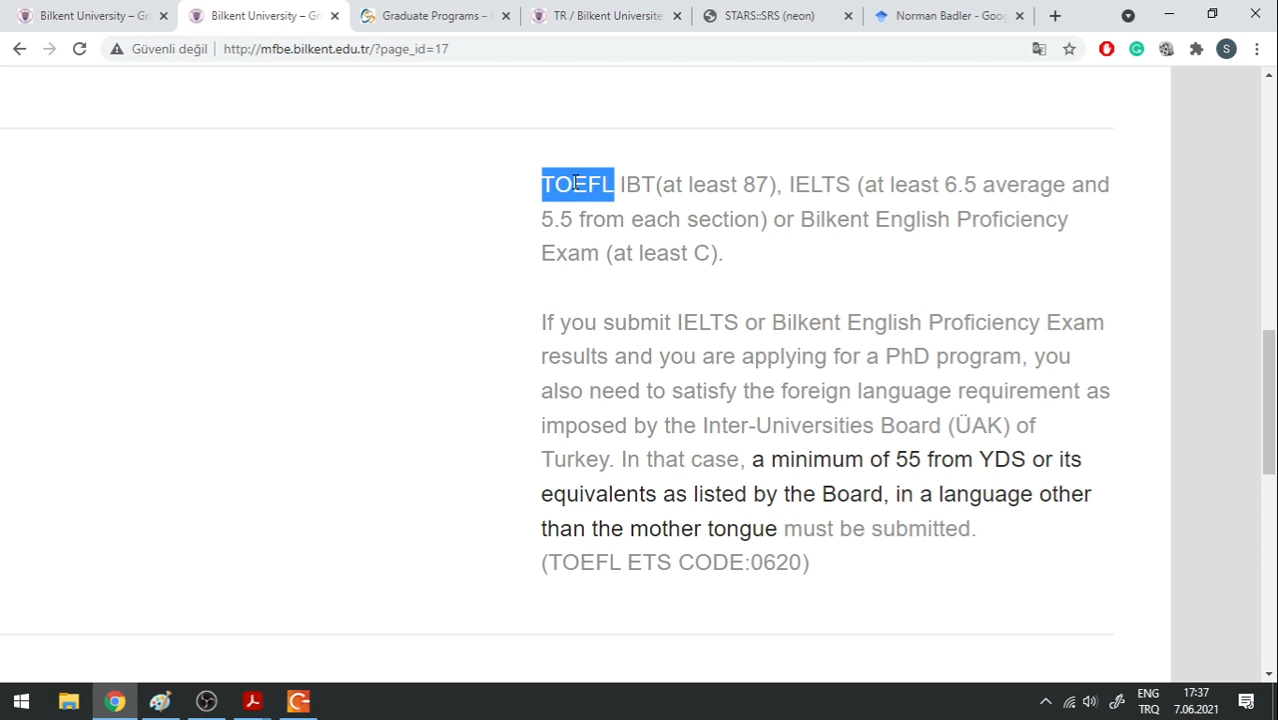 Bilkent University – Gra
Bilkent University – Gra
Graduate Programs –
TR / Bilkent Üniversites
STARS::SRS (neon)
Norman Badler - Goog
Güvenli değil
http://mfbe.bilkent.edu.tr/?page_id=17
S
TOEFL IBT(at least 87), IELTS (at least 6.5 average and
5.5 from each section) or Bilkent English Proficiency
Exam (at least C).
If you submit IELTS or Bilkent English Proficiency Exam
results and you are applying for a PhD program, you
also need to satisfy the foreign language requirement as
imposed by the Inter-Universities Board (ÜAK) of
Turkey. In that case, a minimum of 55 from YDS or its
equivalents as listed by the Board, in a language other
than the mother tongue must be submitted.
(TOEFL ETS CODE:0620)
ENG
TRQ
17:37
7.06.2021